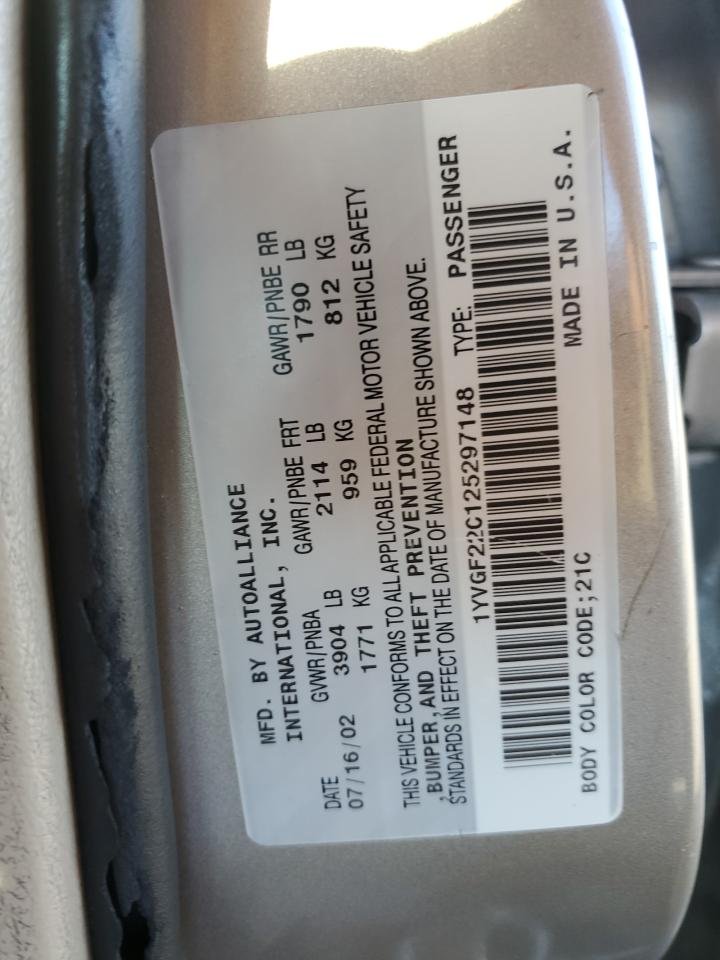 MFD. BY AUTOALLIANCE
INTERNATIONAL, INC.
GVWR/PNBA GAWR/PNBE FRT GAWR/PNBE RR
DATE 3904 LB 2114 LB 1790 LB
07/16/02 1771 KG 959 KG 812 KG
THIS VEHICLE CONFORMS TO ALL APPLICABLE FEDERAL MOTOR VEHICLE SAFETY
, BUMPER, AND THEFT PREVENTION
STANDARDS IN EFFECT ON THE DATE OF MANUFACTURE SHOWN ABOVE.
1YVGF22C125297148 TYPE: PASSENGER
BODY COLOR CODE;21C MADE IN U.S.A.